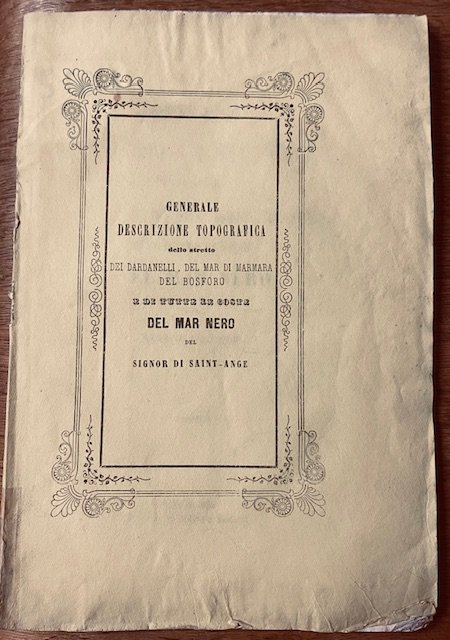 GENERALE
DESCRIZIONE TOPOGRAFICA
dello stretto
DEI DARDANELLI, DEL MAR DI MARMARA
DEL BOSFORO
E DI TUTTE LE COSTA
DEL MAR NERO
DEL
SIGNOR DI SAINT-ANGE